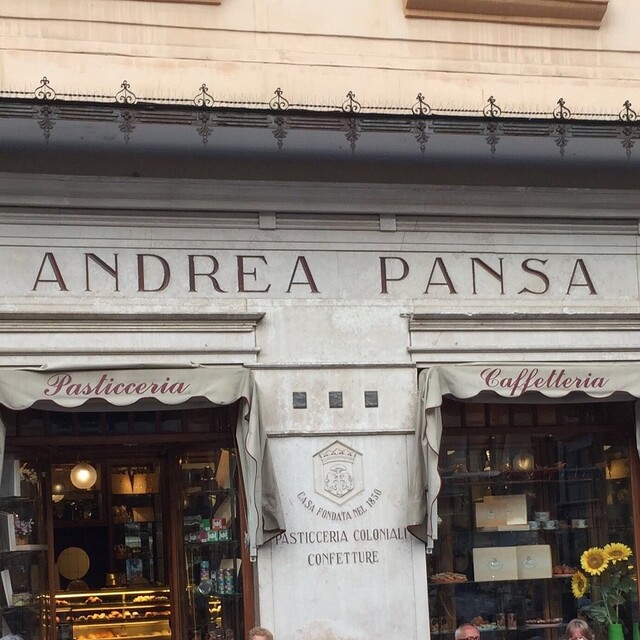 ANDREA PANSA
Pasticceria
Caffetteria
CASA FONDATA NEL 1830
PASTICCERIA COLONIALI
CONFETTURE